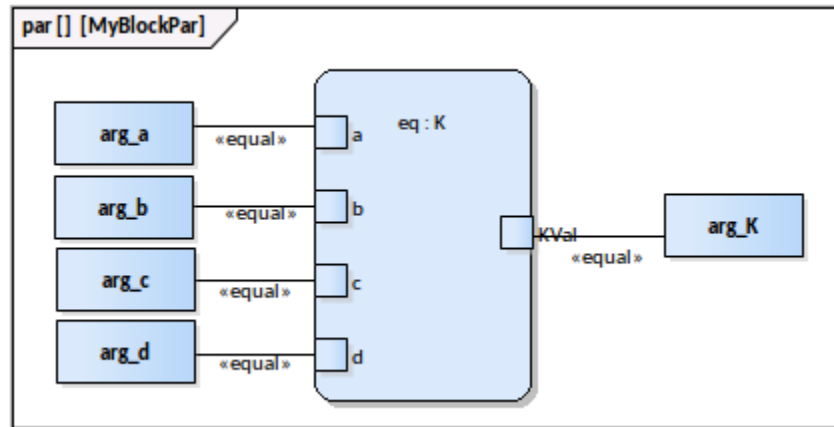 par [] [MyBlockPar]
eq : K
arg_a
«equal»
a
arg_b
«equal»
b
KVal
«equal»
arg_K
arg_c
«equal»
c
arg_d
«equal»
d